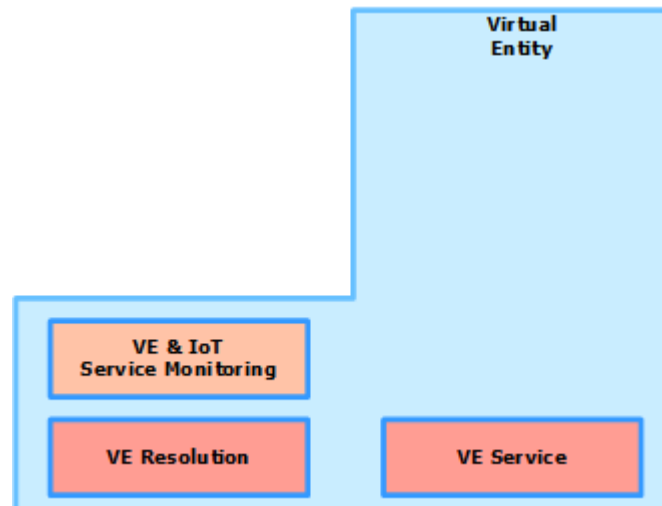 Virtual
Entity
VE & IoT
Service Monitoring
VE Resolution
VE Service